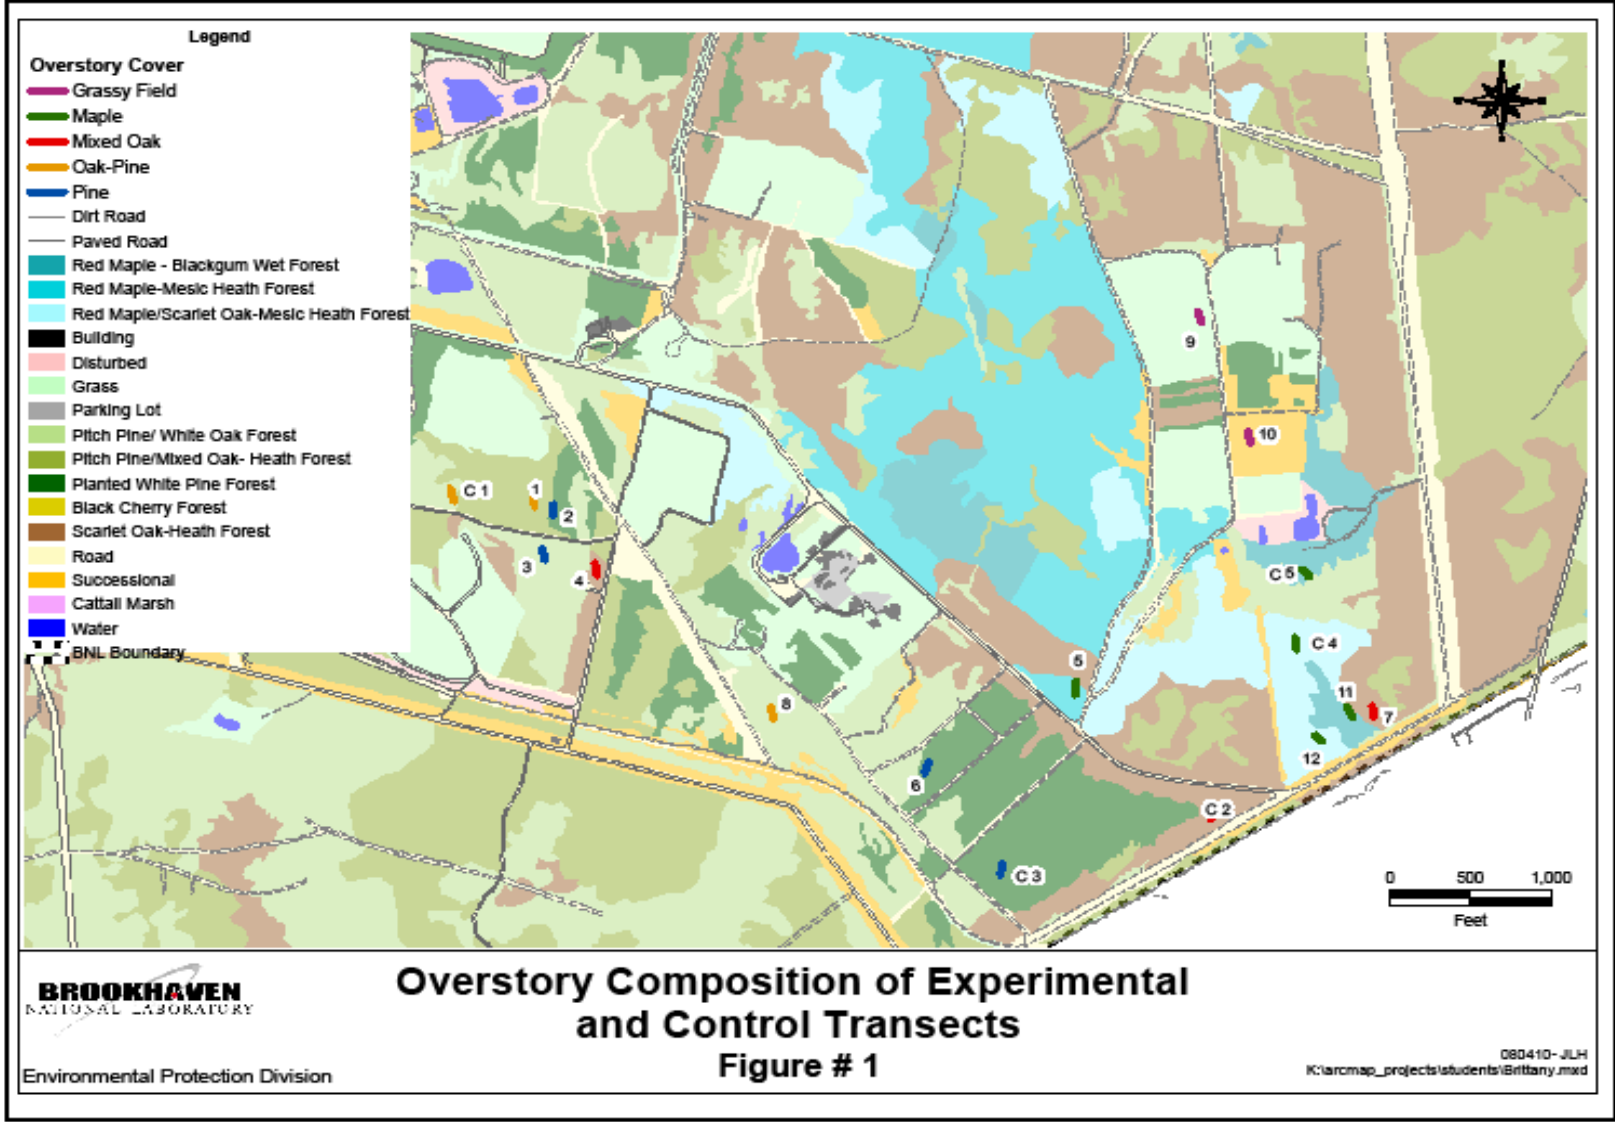 Legend
Overstory Cover
Grassy Field
Maple
Mixed Oak
Oak-Pine
Pine
Dirt Road
Paved Road
Red Maple - Blackgum Wet Forest
Red Maple-Mesic Heath Forest
Red Maple/Scarlet Oak-Mesic Heath Forest
Building
Disturbed
Grass
Parking Lot
Pitch Pine/ White Oak Forest
Pitch Pine/Mixed Oak- Heath Forest
Planted White Pine Forest
Black Cherry Forest
Scarlet Oak-Heath Forest
Road
Successional
Cattail Marsh
Water
BNL Boundary
9
10
C 1
1
2
3
4
C 5
C 4
5
11
7
8
12
6
C 2
C 3
0 500 1,000
Feet
BROOKHAVEN
NATIONAL LABORATORY
Overstory Composition of Experimental
and Control Transects
Figure # 1
Environmental Protection Division
080410- JLH
K:\arcmap_projects\students\Brittany.mxd